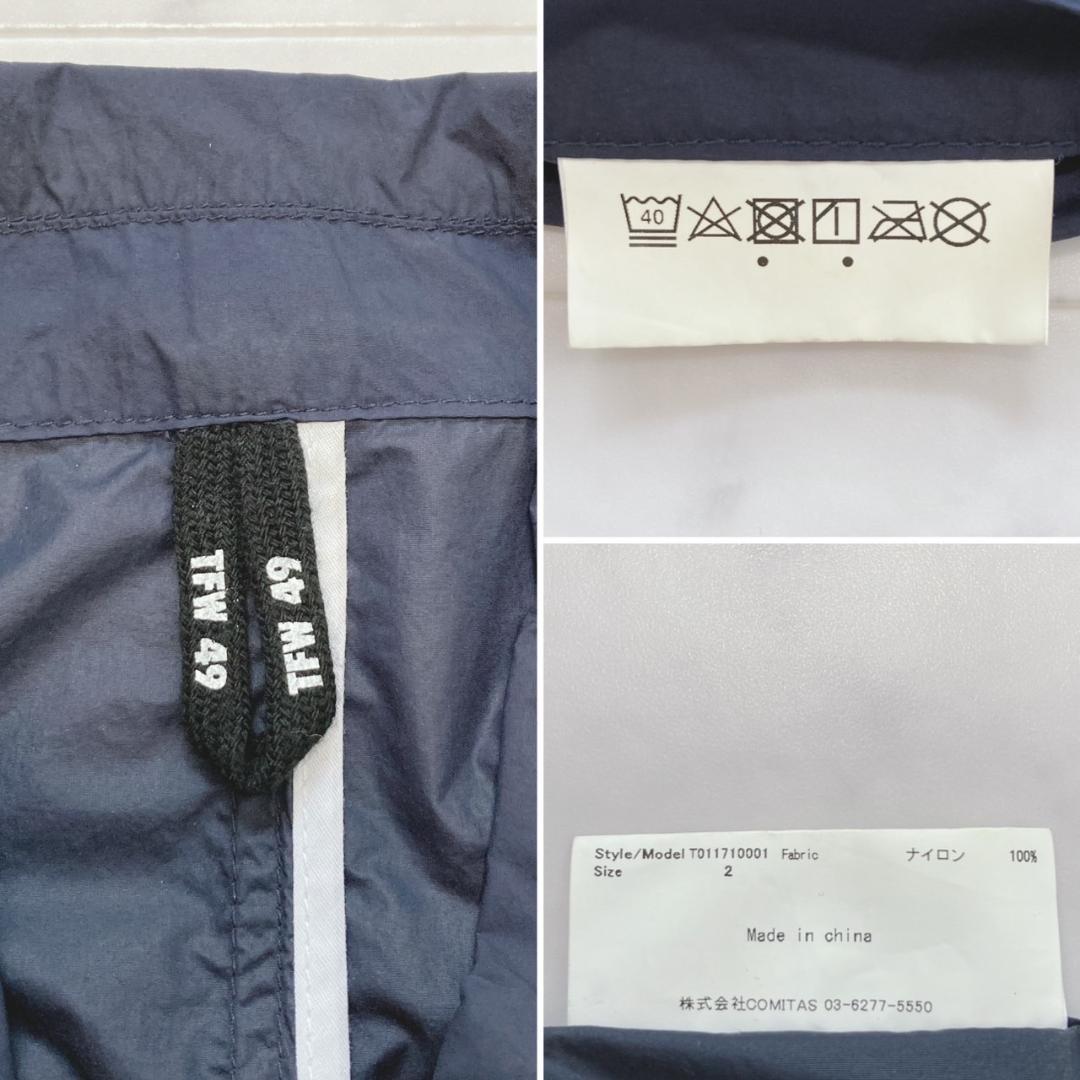 TFW 49
TFW 49
40
Style/Model T011710001 Fabric ナイロン 100%
Size 2
Made in china
株式会社COMITAS 03-6277-5550